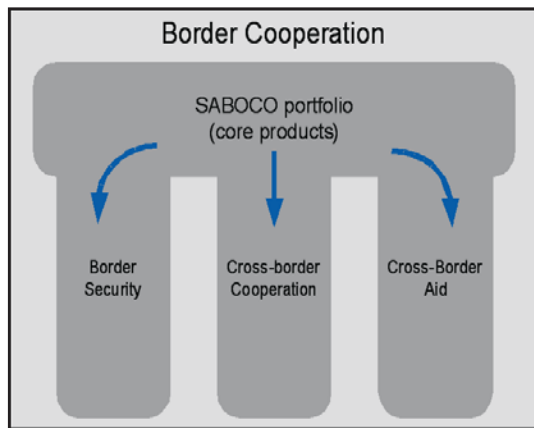 Border Cooperation
SABOCO portfolio
(core products)
Border
Security
Cross-border
Cooperation
Cross-Border
Aid